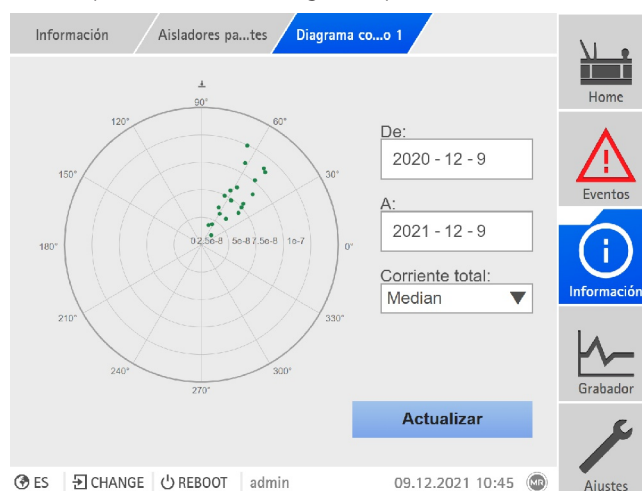 Información
Aisladores pa...tes
Diagrama co...o 1
Home
90°
120°
60°
De:
2020 - 12 - 9
150°
30°
Eventos
A:
2021 - 12 - 9
180°
0 2.5e-8 5e-8 7.5e-8 1e-7
0°
Corriente total:
Median
Información
210°
330°
240°
300°
270°
Grabador
Actualizar
ES
CHANGE
REBOOT
admin
09.12.2021 10:45
MR
Ajustes